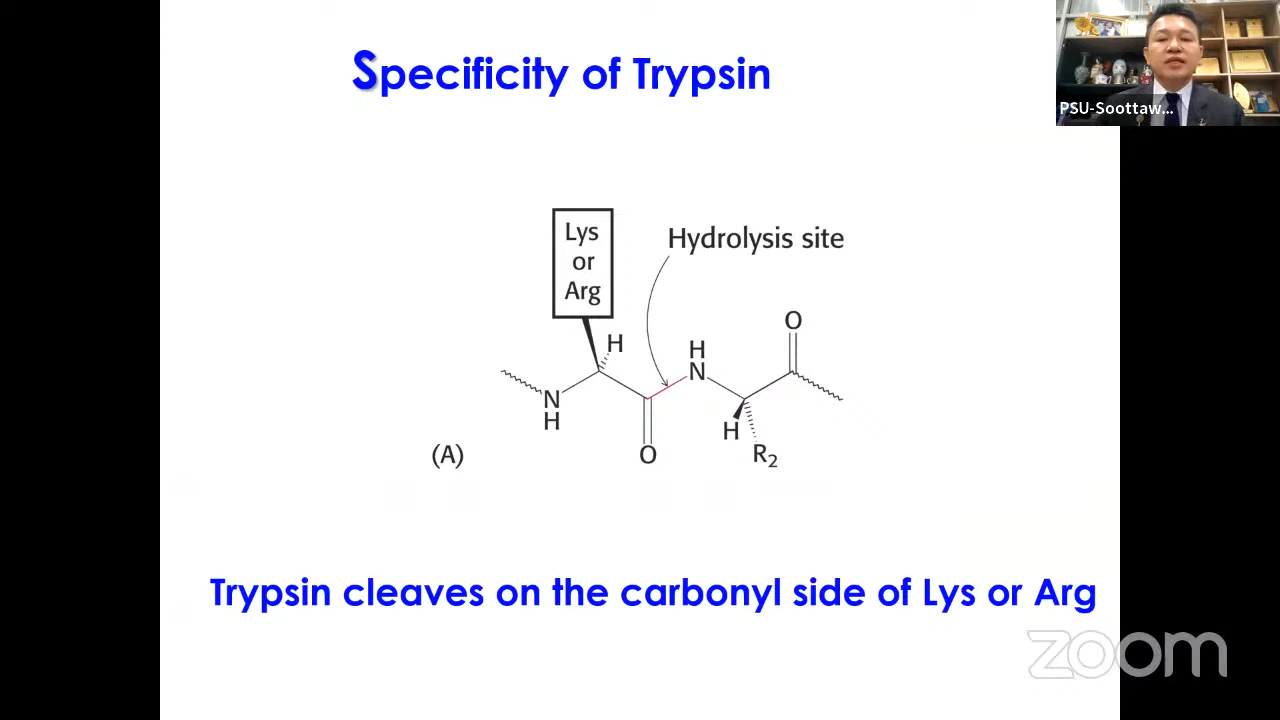 Specificity of Trypsin
PSU-Soottaw...
Lys
or
Arg
Hydrolysis site
H
O
H
N
N
H
H
O
R2
(A)
Trypsin cleaves on the carbonyl side of Lys or Arg
zoom